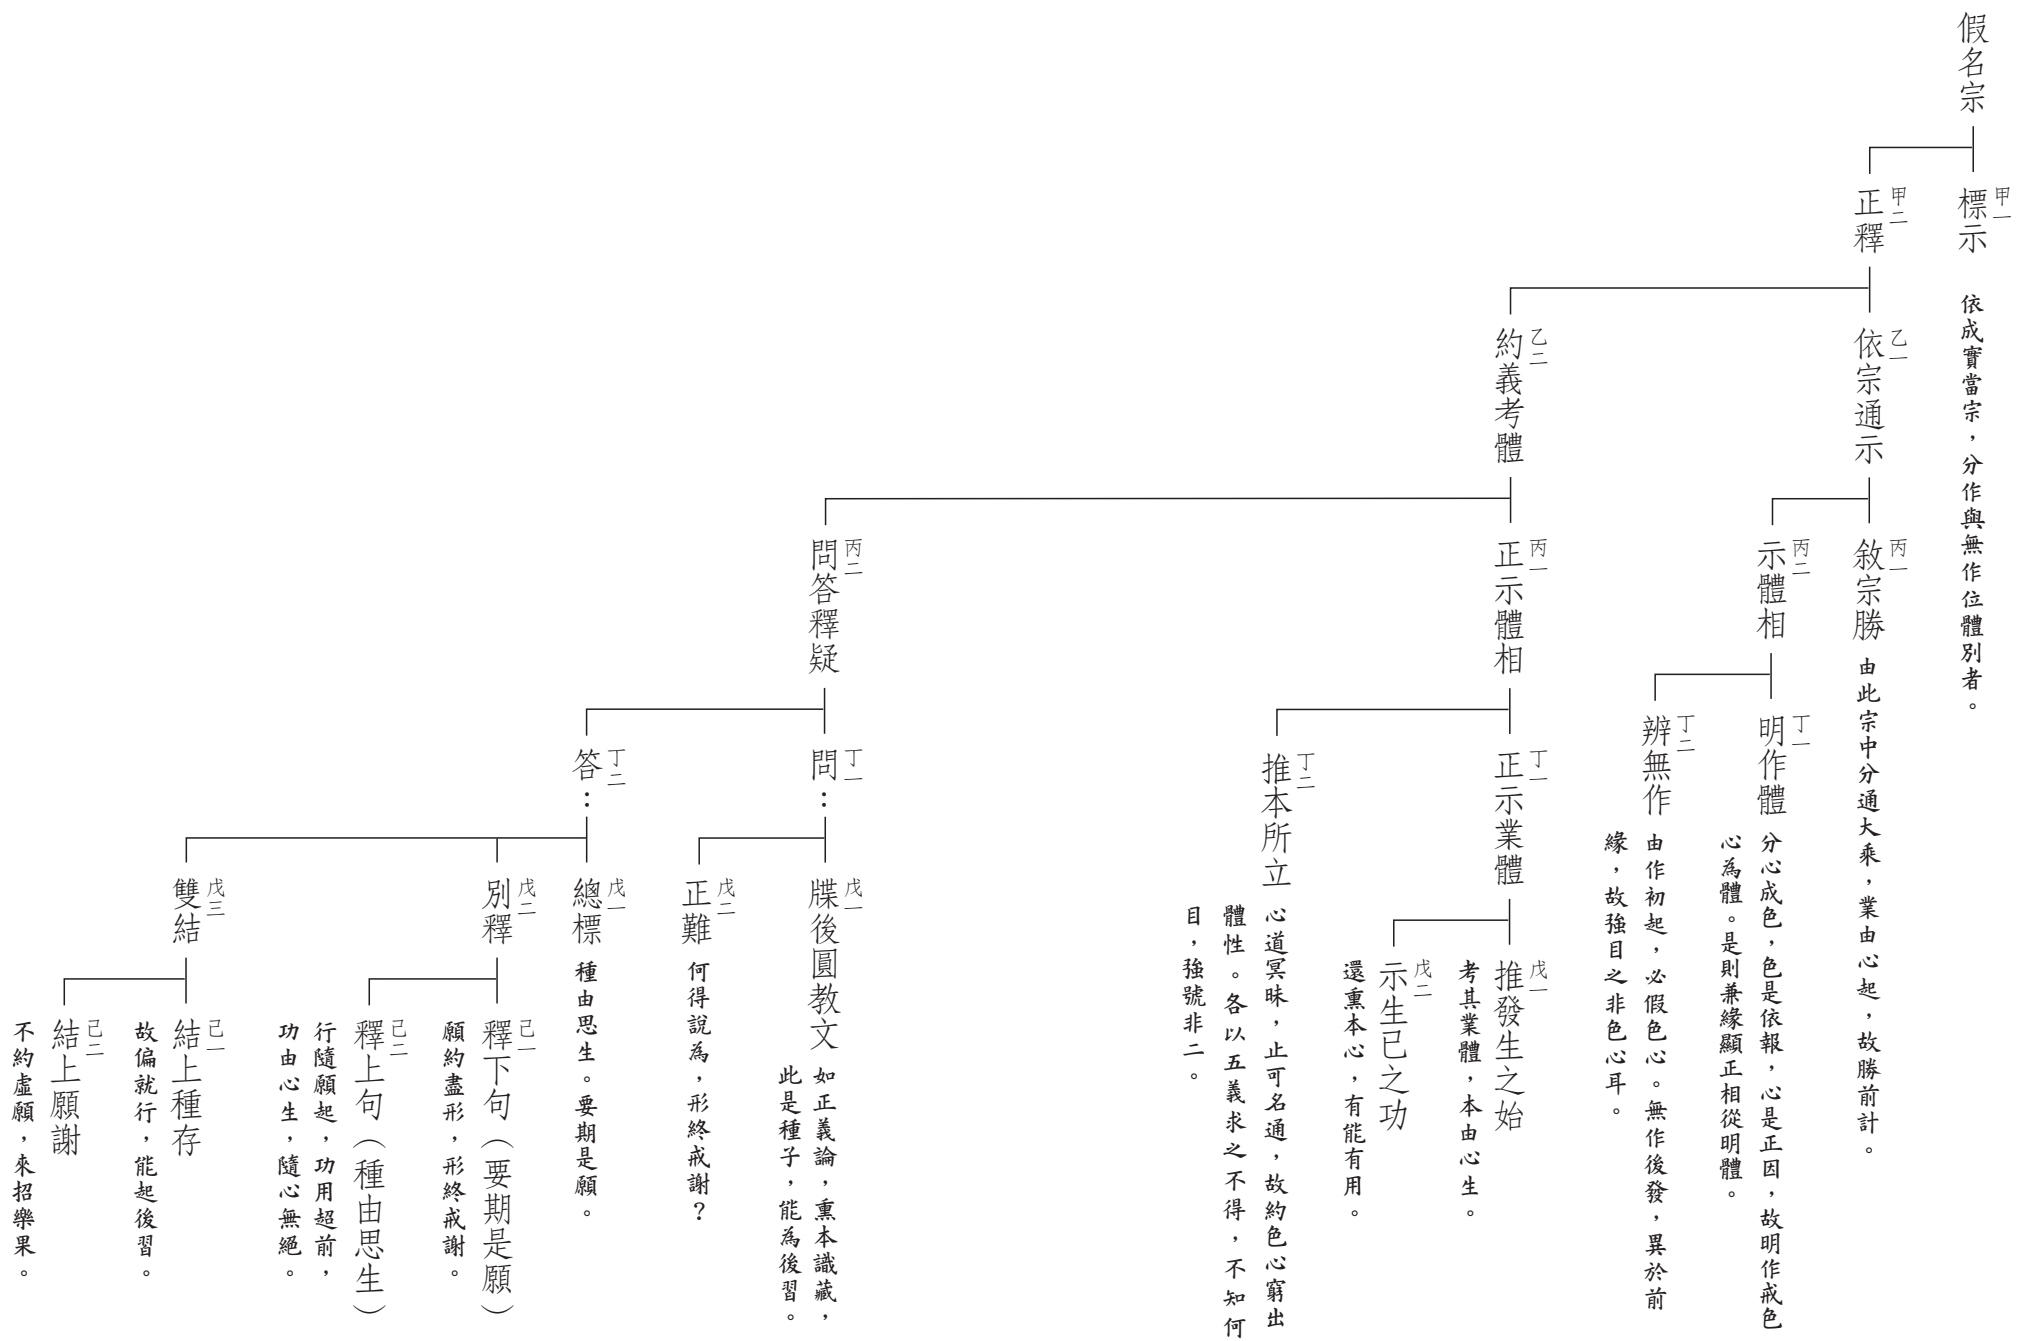 假名宗
甲一
標示
依成實當宗，分作與無作位體別者。
甲二
正釋
乙一
依宗通示
丙一
敘宗勝
由此宗中分通大乘，業由心起，故勝前計。
丙二
示體相
丁一
明作體
分心成色，色是依報，心是正因，故明作戒色
心為體。是則兼緣顯正相從明體。
丁二
辨無作
由作初起，必假色心。無作後發，異於前
緣，故強目之非色心耳。
乙二
約義考體
丙一
正示體相
丁一
正示業體
戊一
推發生之始
考其業體，本由心生。
戊二
示生已之功
還熏本心，有能有用。
丁二
推本所立
心道冥昧，止可名通，故約色心窮出
體性。各以五義求之不得，不知何
目，強號非二。
丙二
問答釋疑
丁一
問：
戊一
牒後圓教文
如正義論，熏本識藏，
此是種子，能為後習。
戊二
正難
何得說為，形終戒謝？
丁二
答：
戊一
總標
種由思生。要期是願。
戊二
別釋
己一
釋下句（要期是願）
願約盡形，形終戒謝。
己二
釋上句（種由思生）
行隨願起，功用超前，
功由心生，隨心無絕。
戊三
雙結
己一
結上種存
故偏就行，能起後習。
己二
結上願謝
不約虛願，來招樂果。